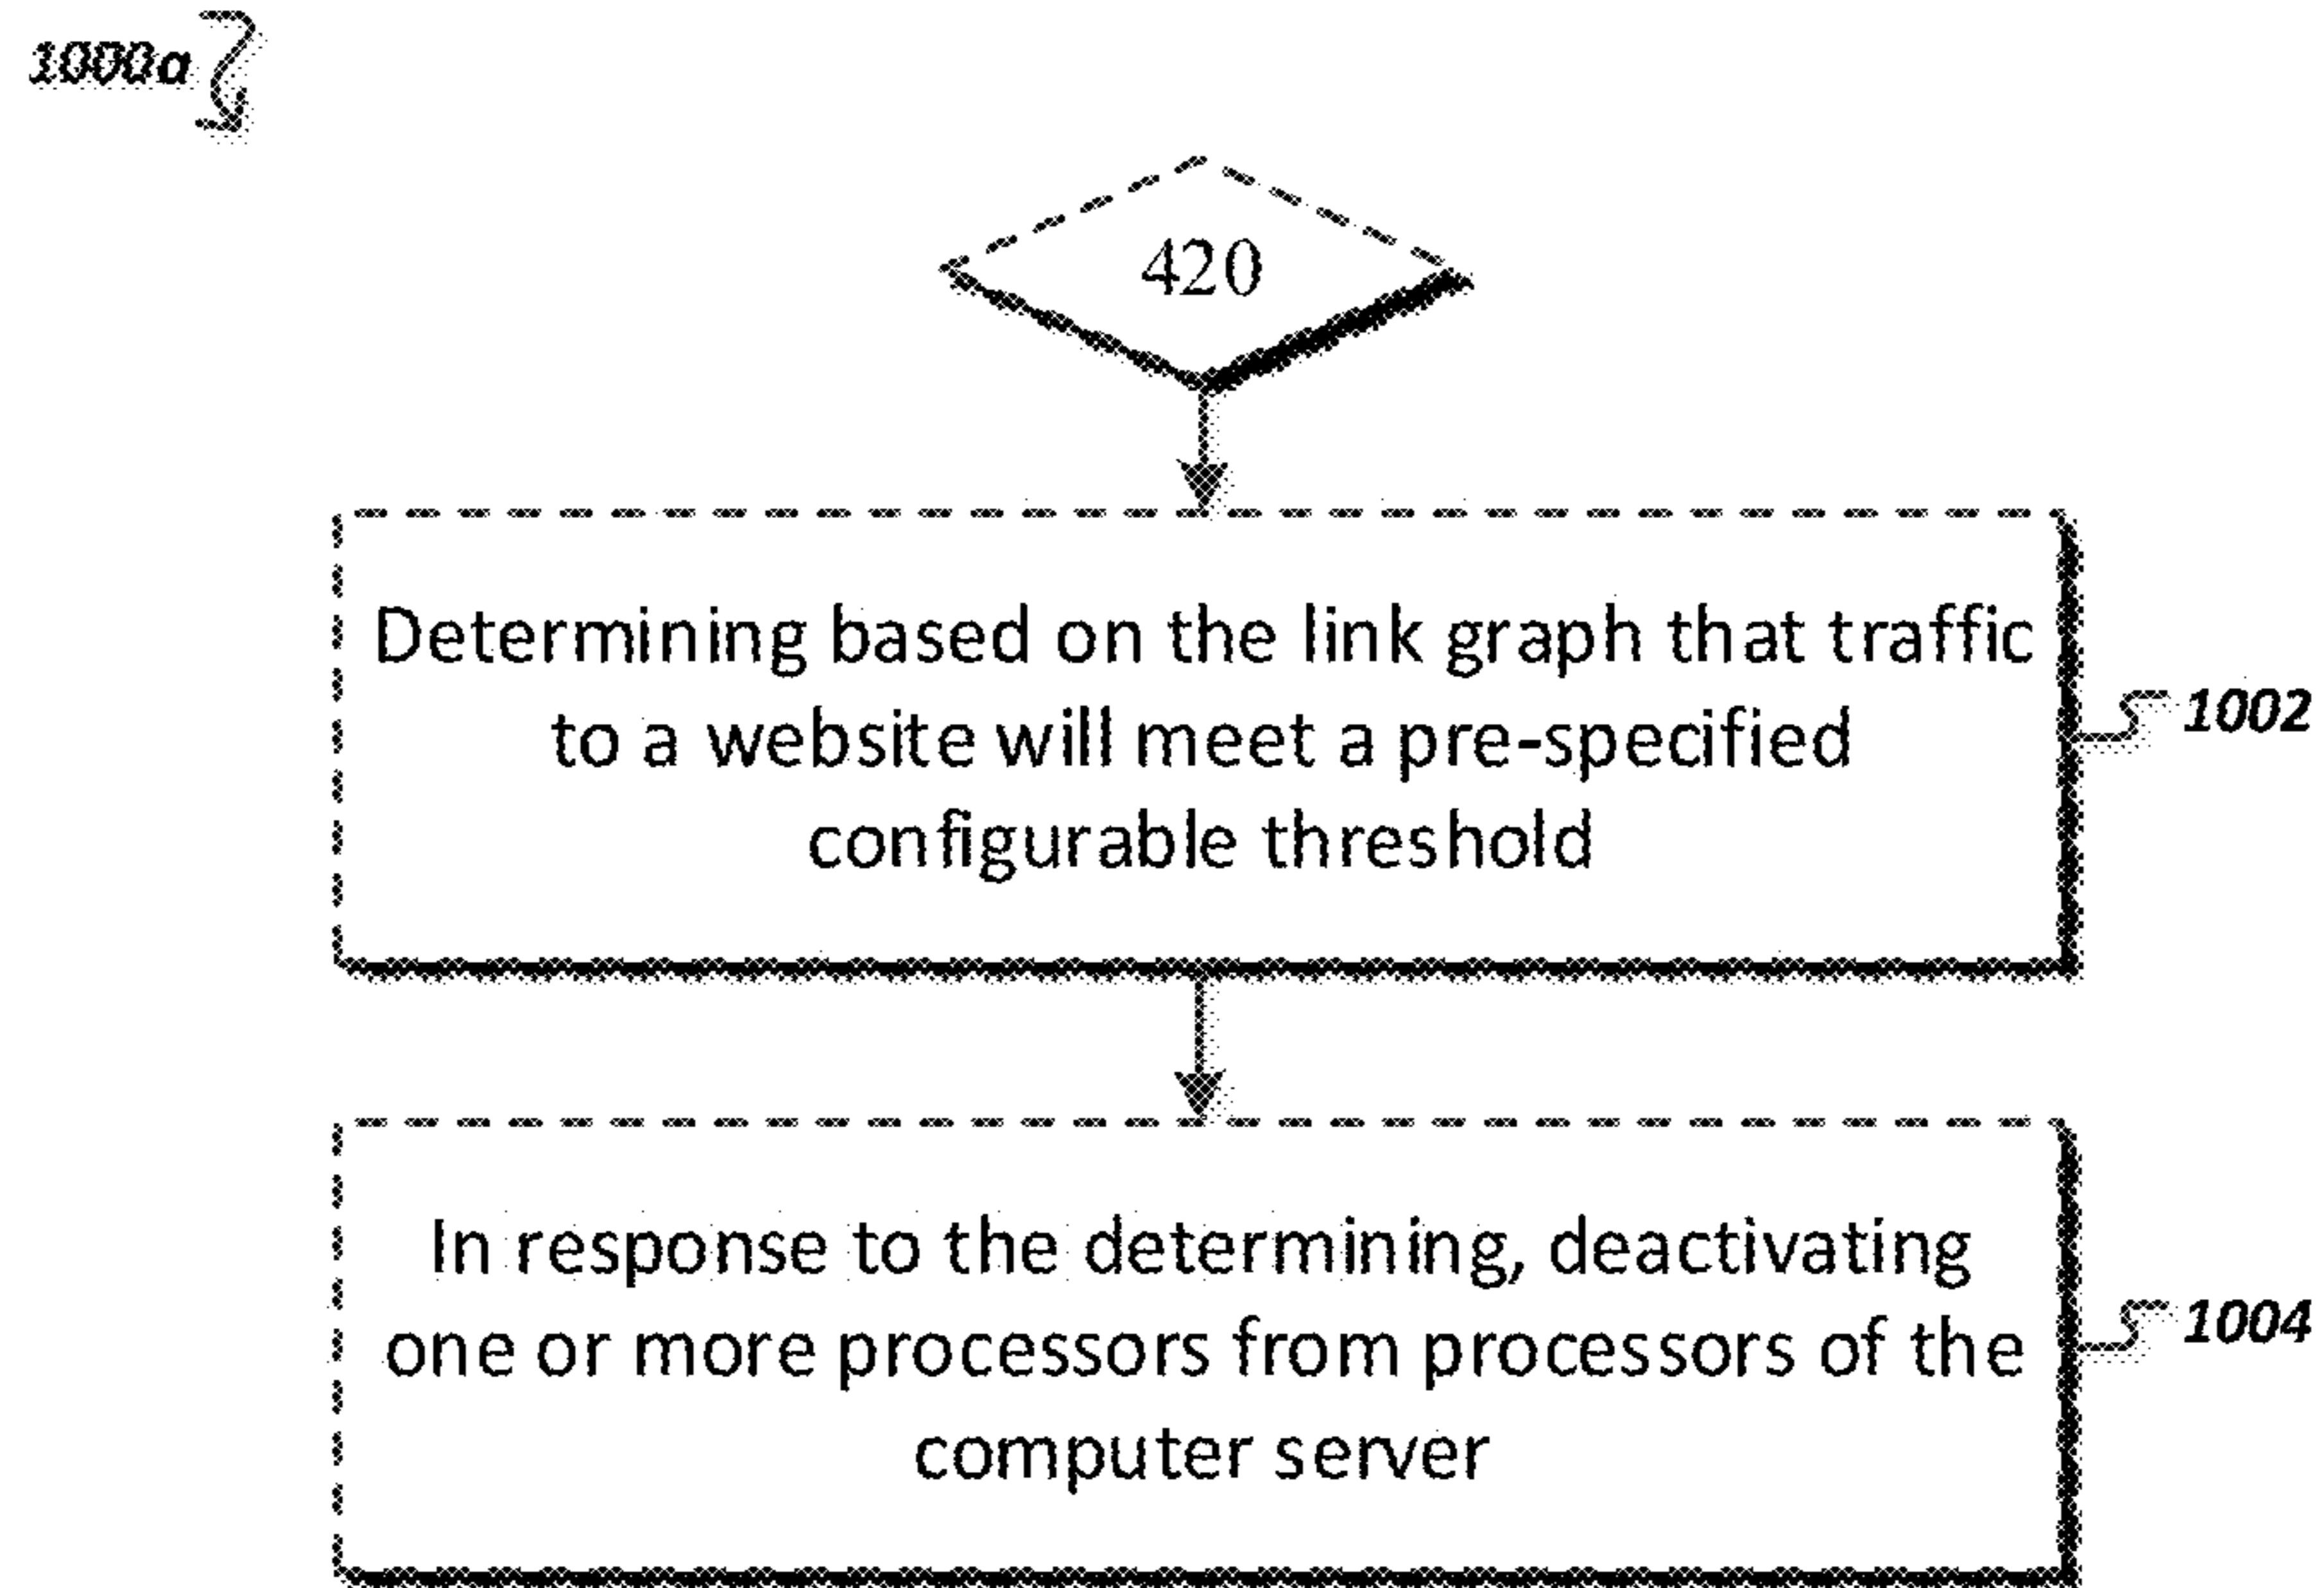 1000a
420
Determining based on the link graph that traffic
to a website will meet a pre-specified
configurable threshold
1002
In response to the determining, deactivating
one or more processors from processors of the
computer server
1004